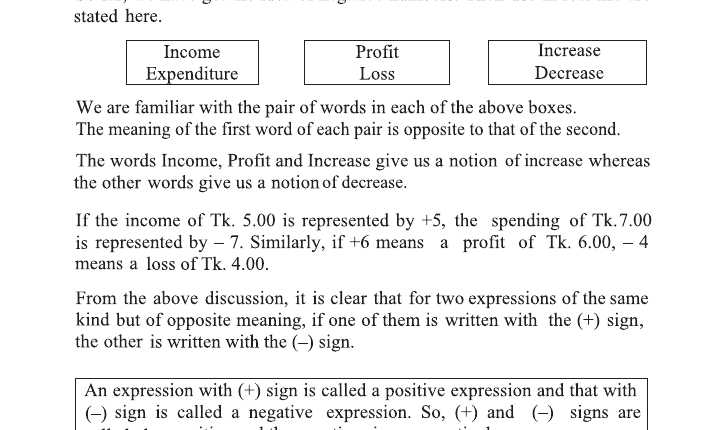 stated here.
Income Profit Increase
Expenditure Loss Decrease
We are familiar with the pair of words in each of the above boxes.
The meaning of the first word of each pair is opposite to that of the second.
The words Income, Profit and Increase give us a notion of increase whereas
the other words give us a notion of decrease.
If the income of Tk. 5.00 is represented by +5, the spending of Tk.7.00
is represented by – 7. Similarly, if +6 means a profit of Tk. 6.00, – 4
means a loss of Tk. 4.00.
From the above discussion, it is clear that for two expressions of the same
kind but of opposite meaning, if one of them is written with the (+) sign,
the other is written with the (–) sign.
An expression with (+) sign is called a positive expression and that with
(–) sign is called a negative expression. So, (+) and (–) signs are